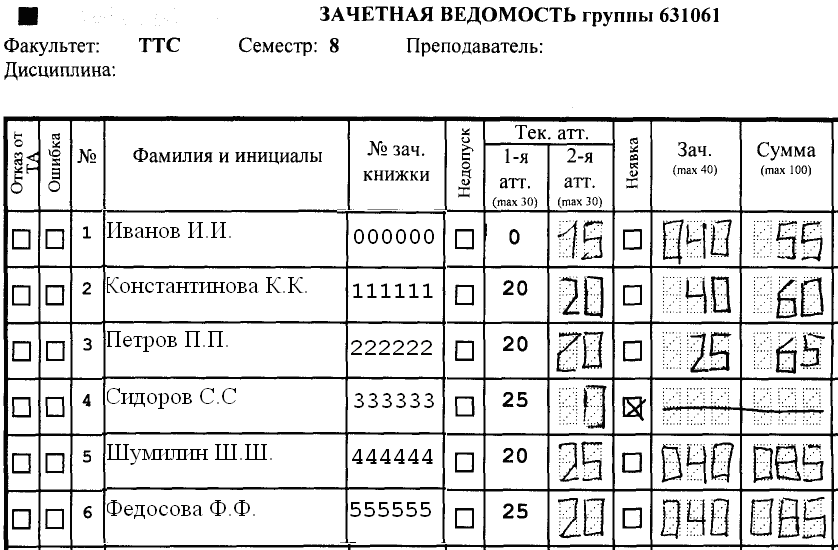 ЗАЧЕТНАЯ ВЕДОМОСТЬ группы 631061
Факультет: ТТС Семестр: 8 Преподаватель:
Дисциплина:
Отказ от ТА Ошибка № Фамилия и инициалы № зач. книжки Недопуск Тек. атт. 1-я атт. (max 30) 2-я атт. (max 30) Неявка Зач. (max 40) Сумма (max 100)
1 Иванов И.И. 000000 0 15 040 55
2 Константинова К.К. 111111 20 20 40 60
3 Петров П.П. 222222 20 20 25 65
4 Сидоров С.С 333333 25 0
5 Шумилин Ш.Ш. 444444 20 25 040 085
6 Федосова Ф.Ф. 555555 25 20 040 085